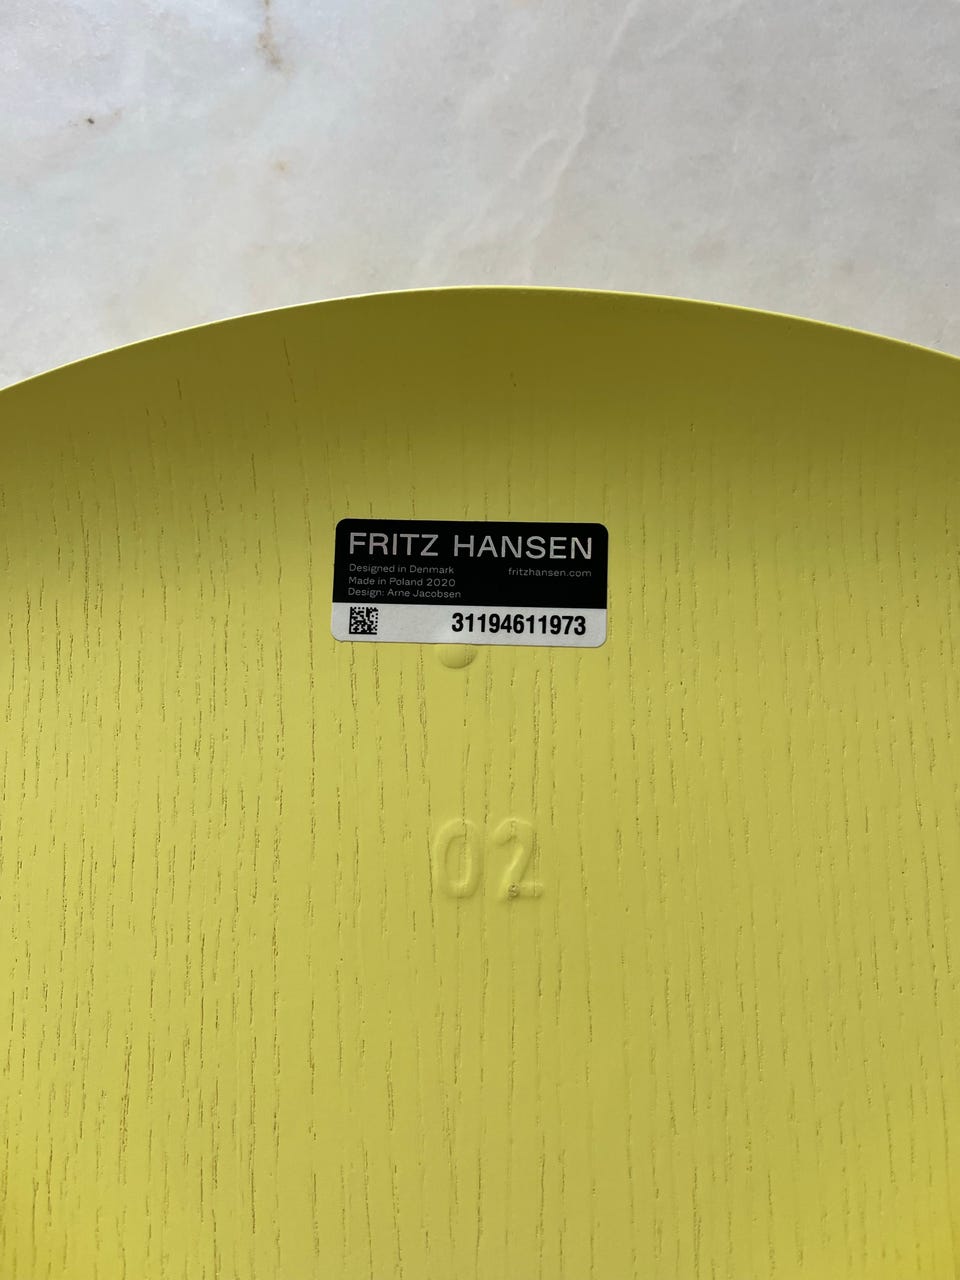 FRITZ HANSEN
Designed in Denmark fritzhansen.com
Made in Poland 2020
Design: Arne Jacobsen
31194611973
02
S